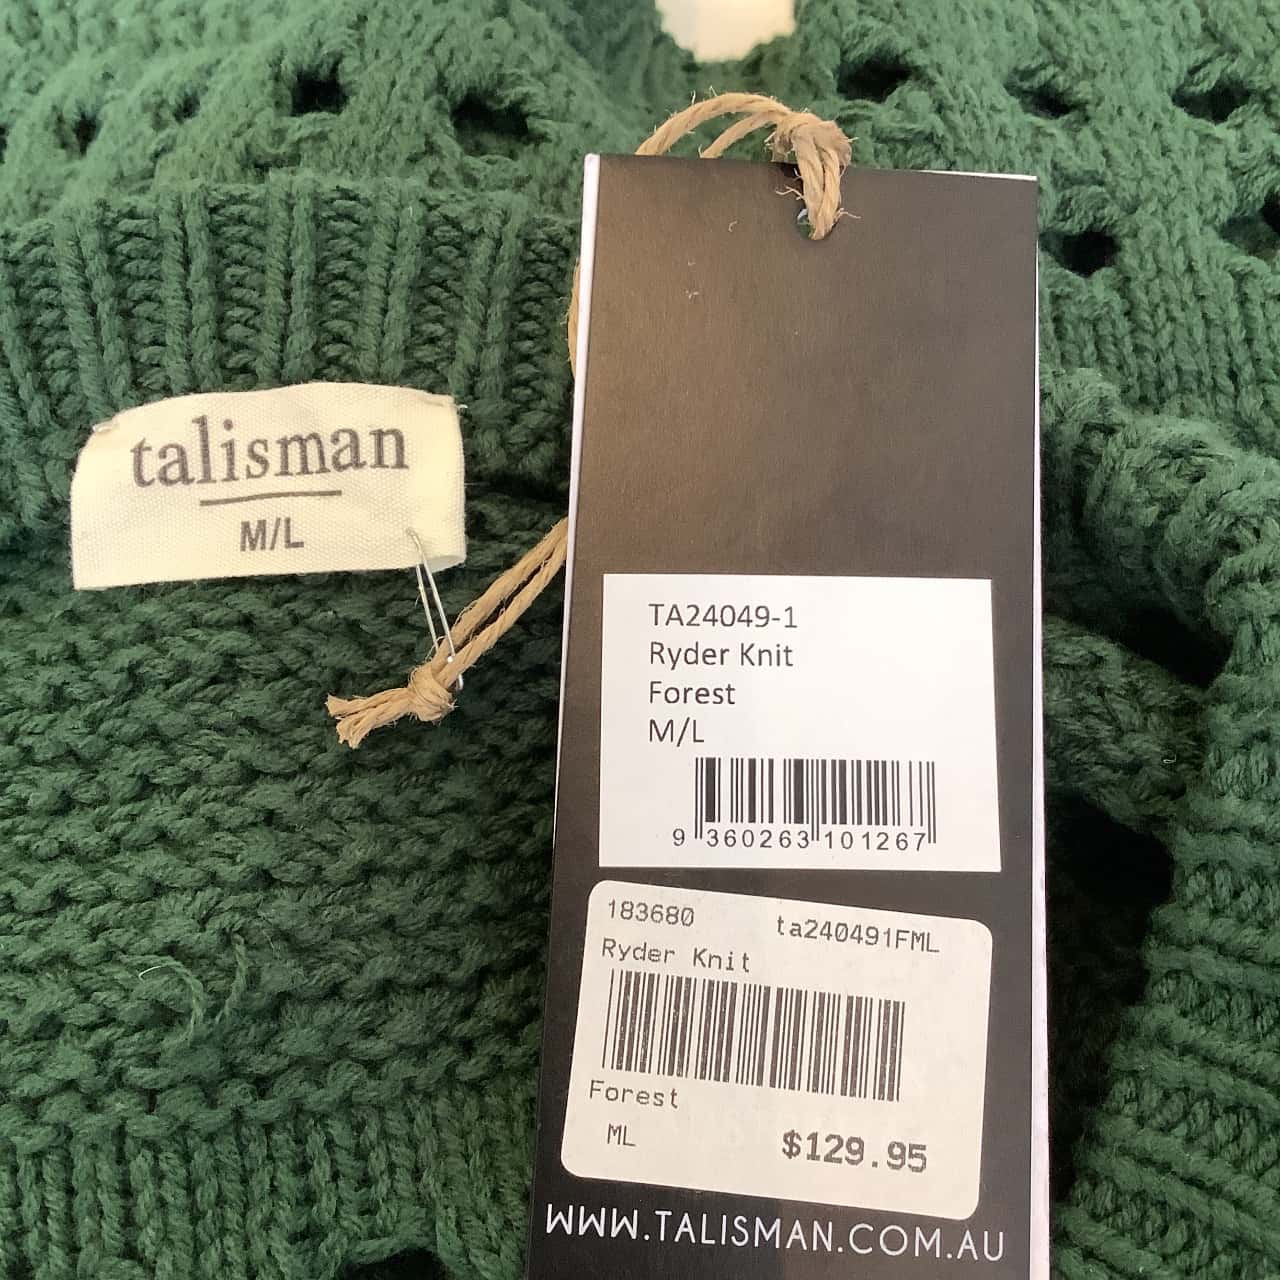 talisman
M/L
TA24049-1
Ryder Knit
Forest
M/L
9 360263 101267
183680 ta240491FML
Ryder Knit
Forest
ML $129.95
WWW.TALISMAN.COM.AU